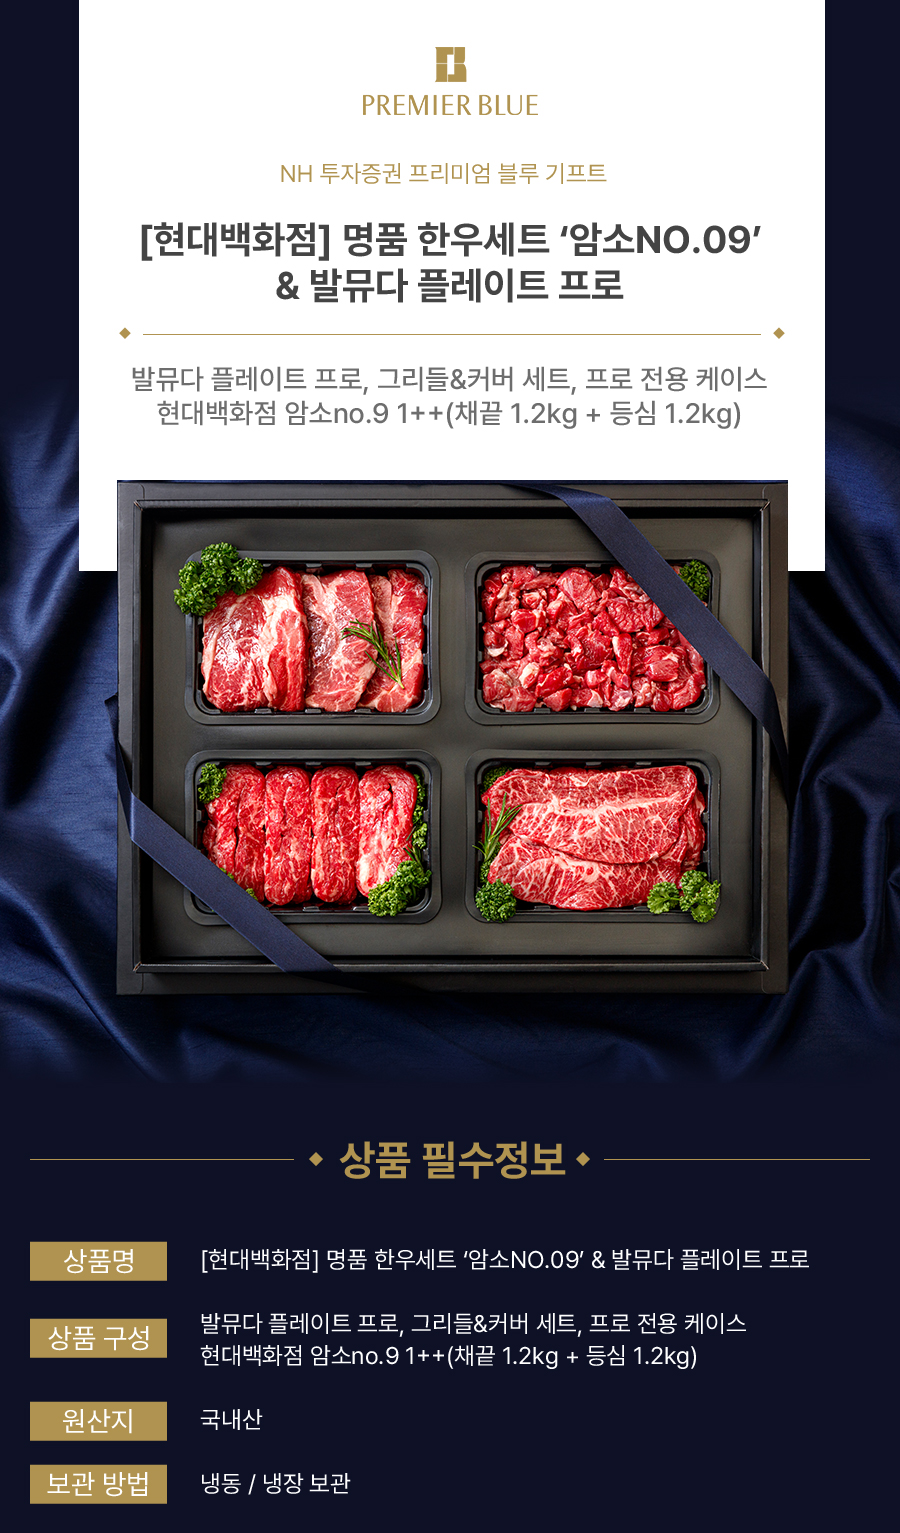 PREMIER BLUE
NH 투자증권 프리미엄 블루 기프트
[현대백화점] 명품 한우세트 ‘암소NO.09’
& 발뮤다 플레이트 프로
발뮤다 플레이트 프로, 그리들&커버 세트, 프로 전용 케이스
현대백화점 암소no.9 1++(채끝 1.2kg + 등심 1.2kg)
상품 필수정보
상품명
[현대백화점] 명품 한우세트 ‘암소NO.09’ & 발뮤다 플레이트 프로
상품 구성
발뮤다 플레이트 프로, 그리들&커버 세트, 프로 전용 케이스
현대백화점 암소no.9 1++(채끝 1.2kg + 등심 1.2kg)
원산지
국내산
보관 방법
냉동 / 냉장 보관